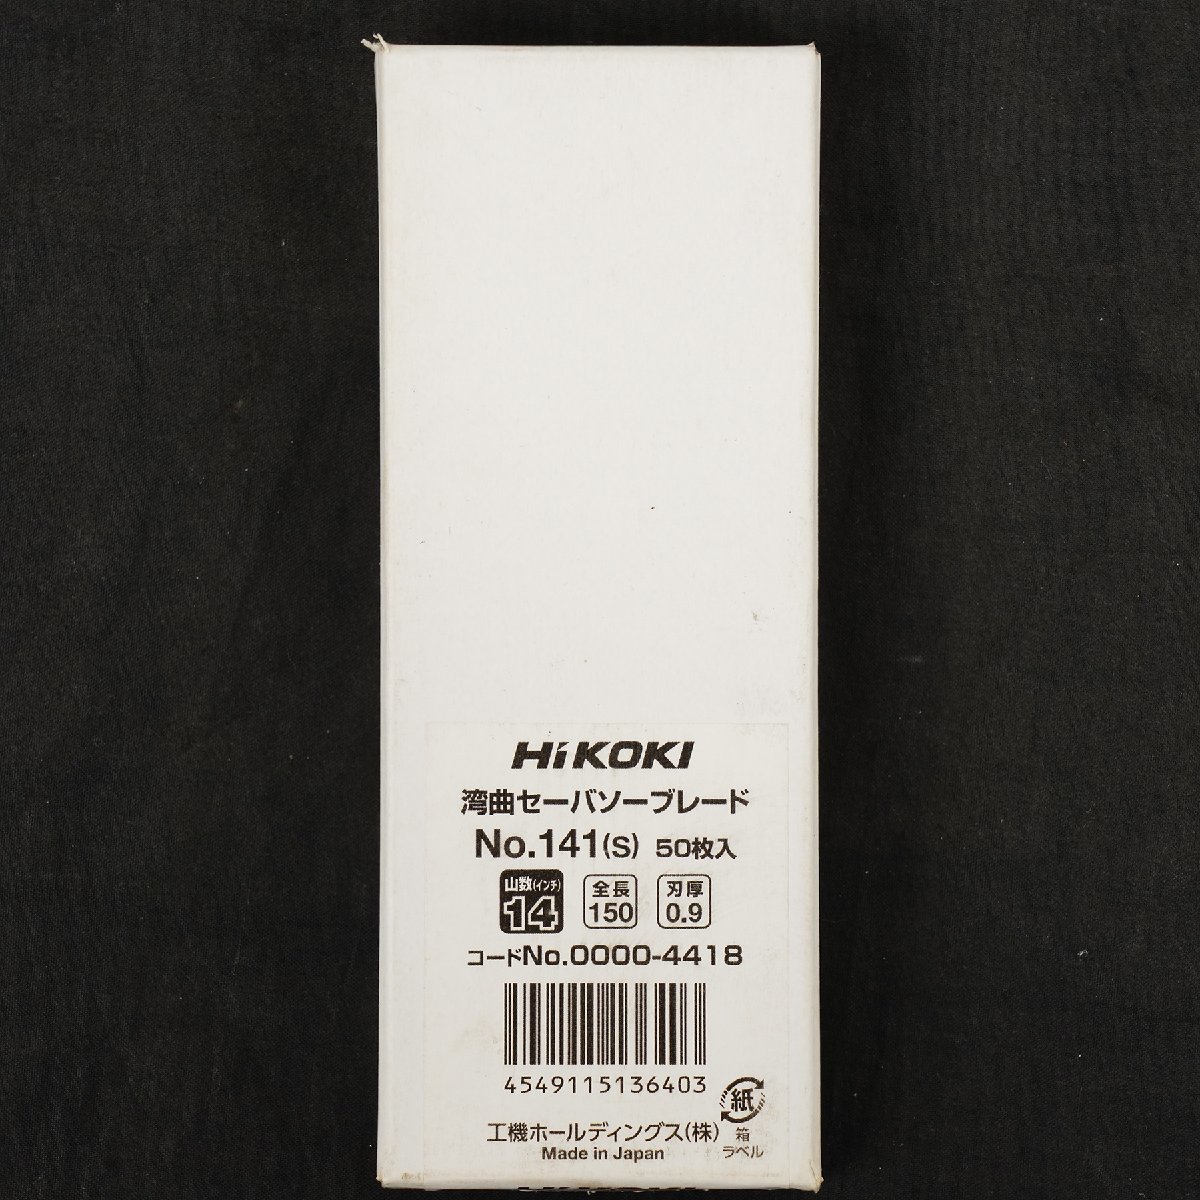 HiKOKI
湾曲セーバソーブレード
No.141(S) 50枚入
山数(インチ) 14
全長 150
刃厚 0.9
コードNo.0000-4418
4549115136403
紙
箱
ラベル
工機ホールディングス(株)
Made in Japan